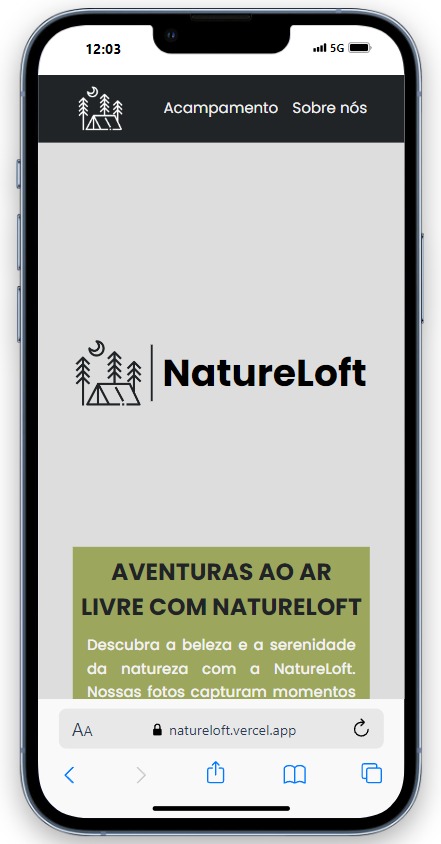 12:03
5G
Acampamento Sobre nós
NatureLoft
AVENTURAS AO AR
LIVRE COM NATURELOFT
Descubra a beleza e a serenidade
da natureza com a NatureLoft.
Nossas fotos capturam momentos
AA natureloft.vercel.app